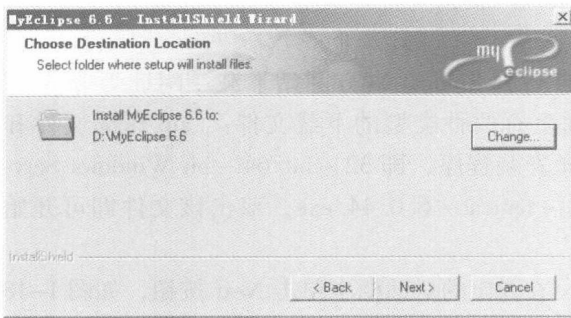 MyEclipse 6.6 - InstallShield Wizard
Choose Destination Location
Select folder where setup will install files.
my
eclipse
Install MyEclipse 6.6 to:
D:\MyEclipse 6.6
Change...
InstallShield
< Back
Next >
Cancel